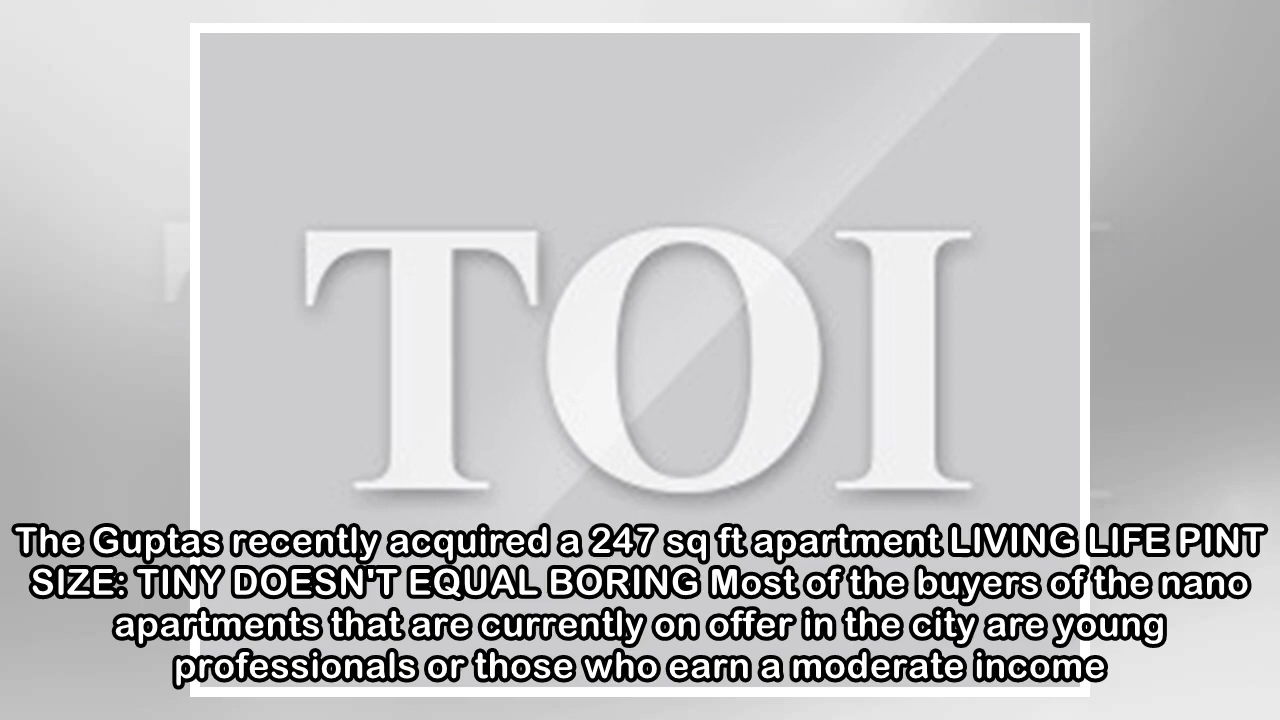 TOI
The Guptas recently acquired a 247 sq ft apartment LIVING LIFE PINT
SIZE: TINY DOESN'T EQUAL BORING Most of the buyers of the nano
apartments that are currently on offer in the city are young
professionals or those who earn a moderate income